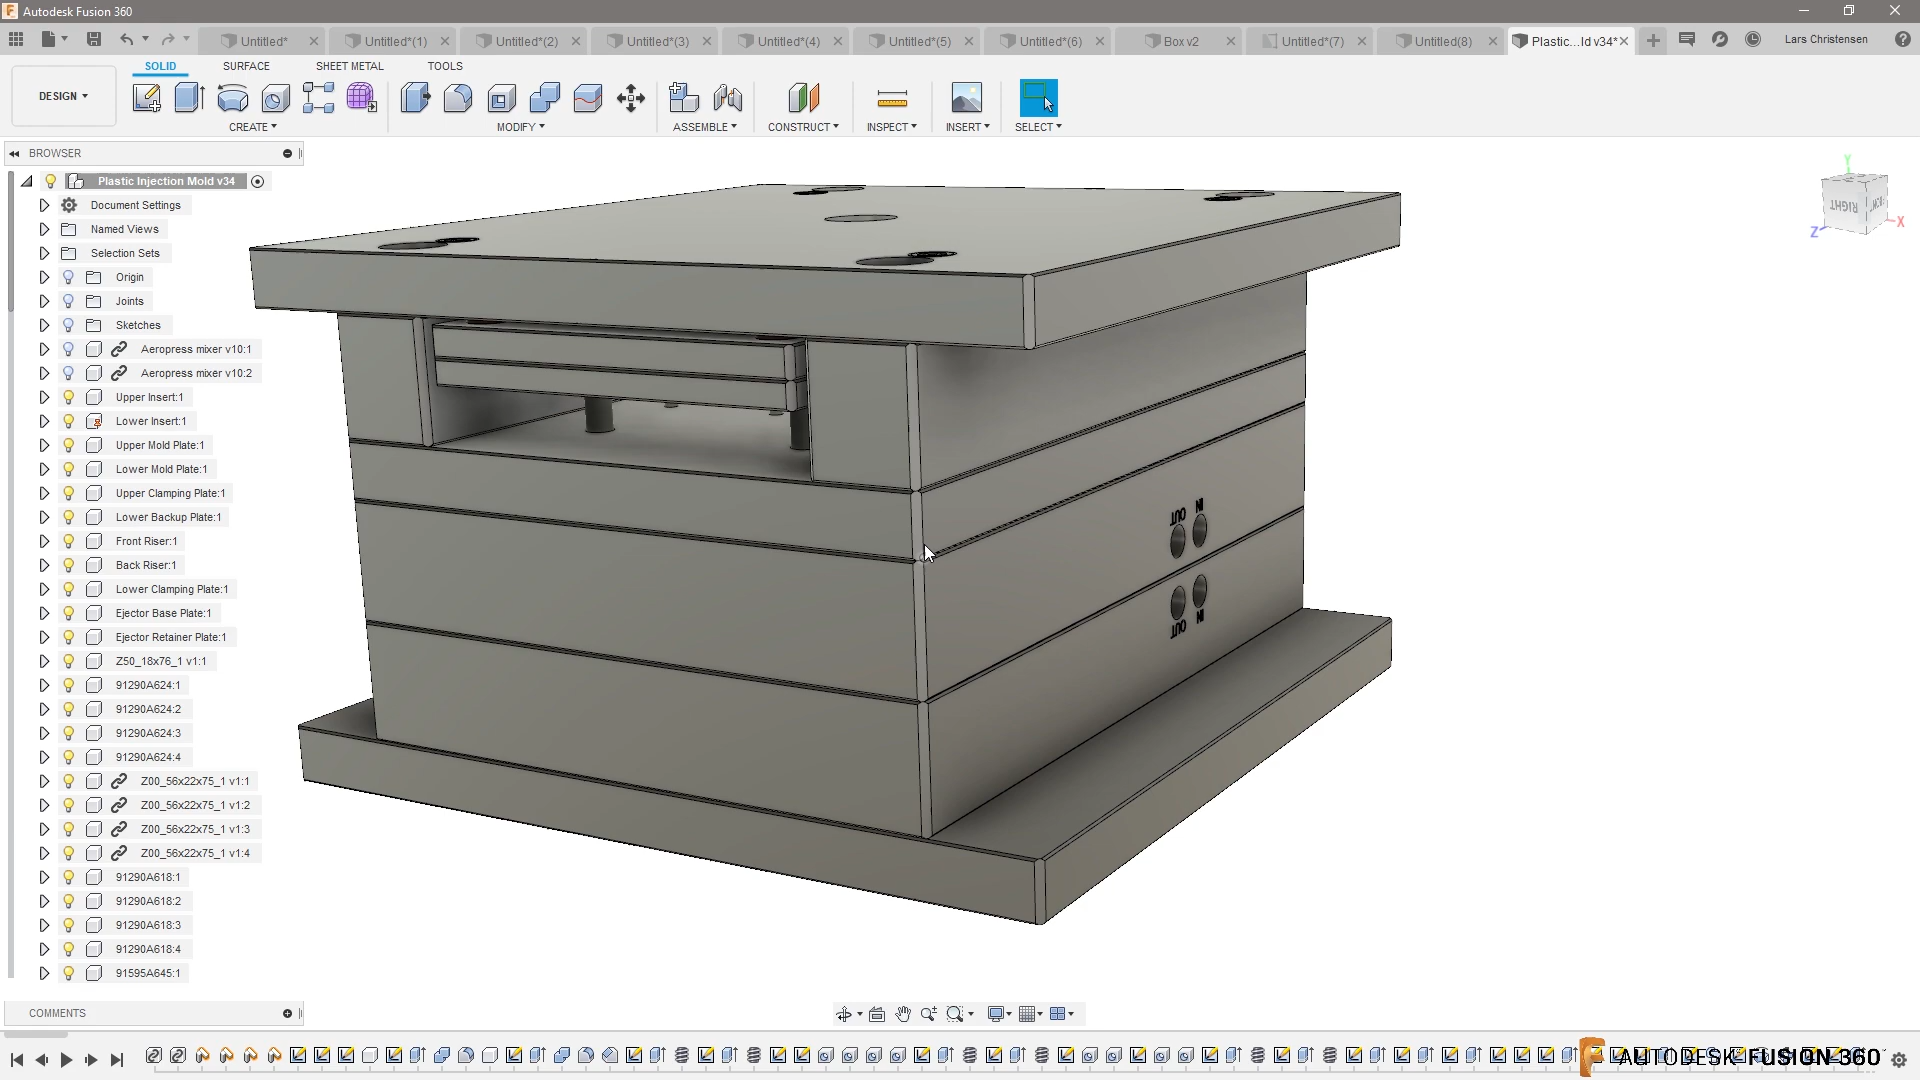 Autodesk Fusion 360
Untitled*
Untitled*(1)
Untitled*(2)
Untitled*(3)
Untitled*(4)
Untitled*(5)
Untitled*(6)
Box v2
Untitled*(7)
Untitled(8)
Plastic...ld v34*
Lars Christensen
SOLID
SURFACE
SHEET METAL
TOOLS
DESIGN
CREATE
MODIFY
ASSEMBLE
CONSTRUCT
INSPECT
INSERT
SELECT
BROWSER
Plastic Injection Mold v34
Document Settings
Named Views
Selection Sets
Origin
Joints
Sketches
Aeropress mixer v10:1
Aeropress mixer v10:2
Upper Insert:1
Lower Insert:1
Upper Mold Plate:1
Lower Mold Plate:1
Upper Clamping Plate:1
Lower Backup Plate:1
Front Riser:1
Back Riser:1
Lower Clamping Plate:1
Ejector Base Plate:1
Ejector Retainer Plate:1
Z50_18x76_1 v1:1
91290A624:1
91290A624:2
91290A624:3
91290A624:4
Z00_56x22x75_1 v1:1
Z00_56x22x75_1 v1:2
Z00_56x22x75_1 v1:3
Z00_56x22x75_1 v1:4
91290A618:1
91290A618:2
91290A618:3
91290A618:4
91595A645:1
Y
RIGHT
X
Z
OUT IN
OUT IN
COMMENTS
AUTODESK FUSION 360